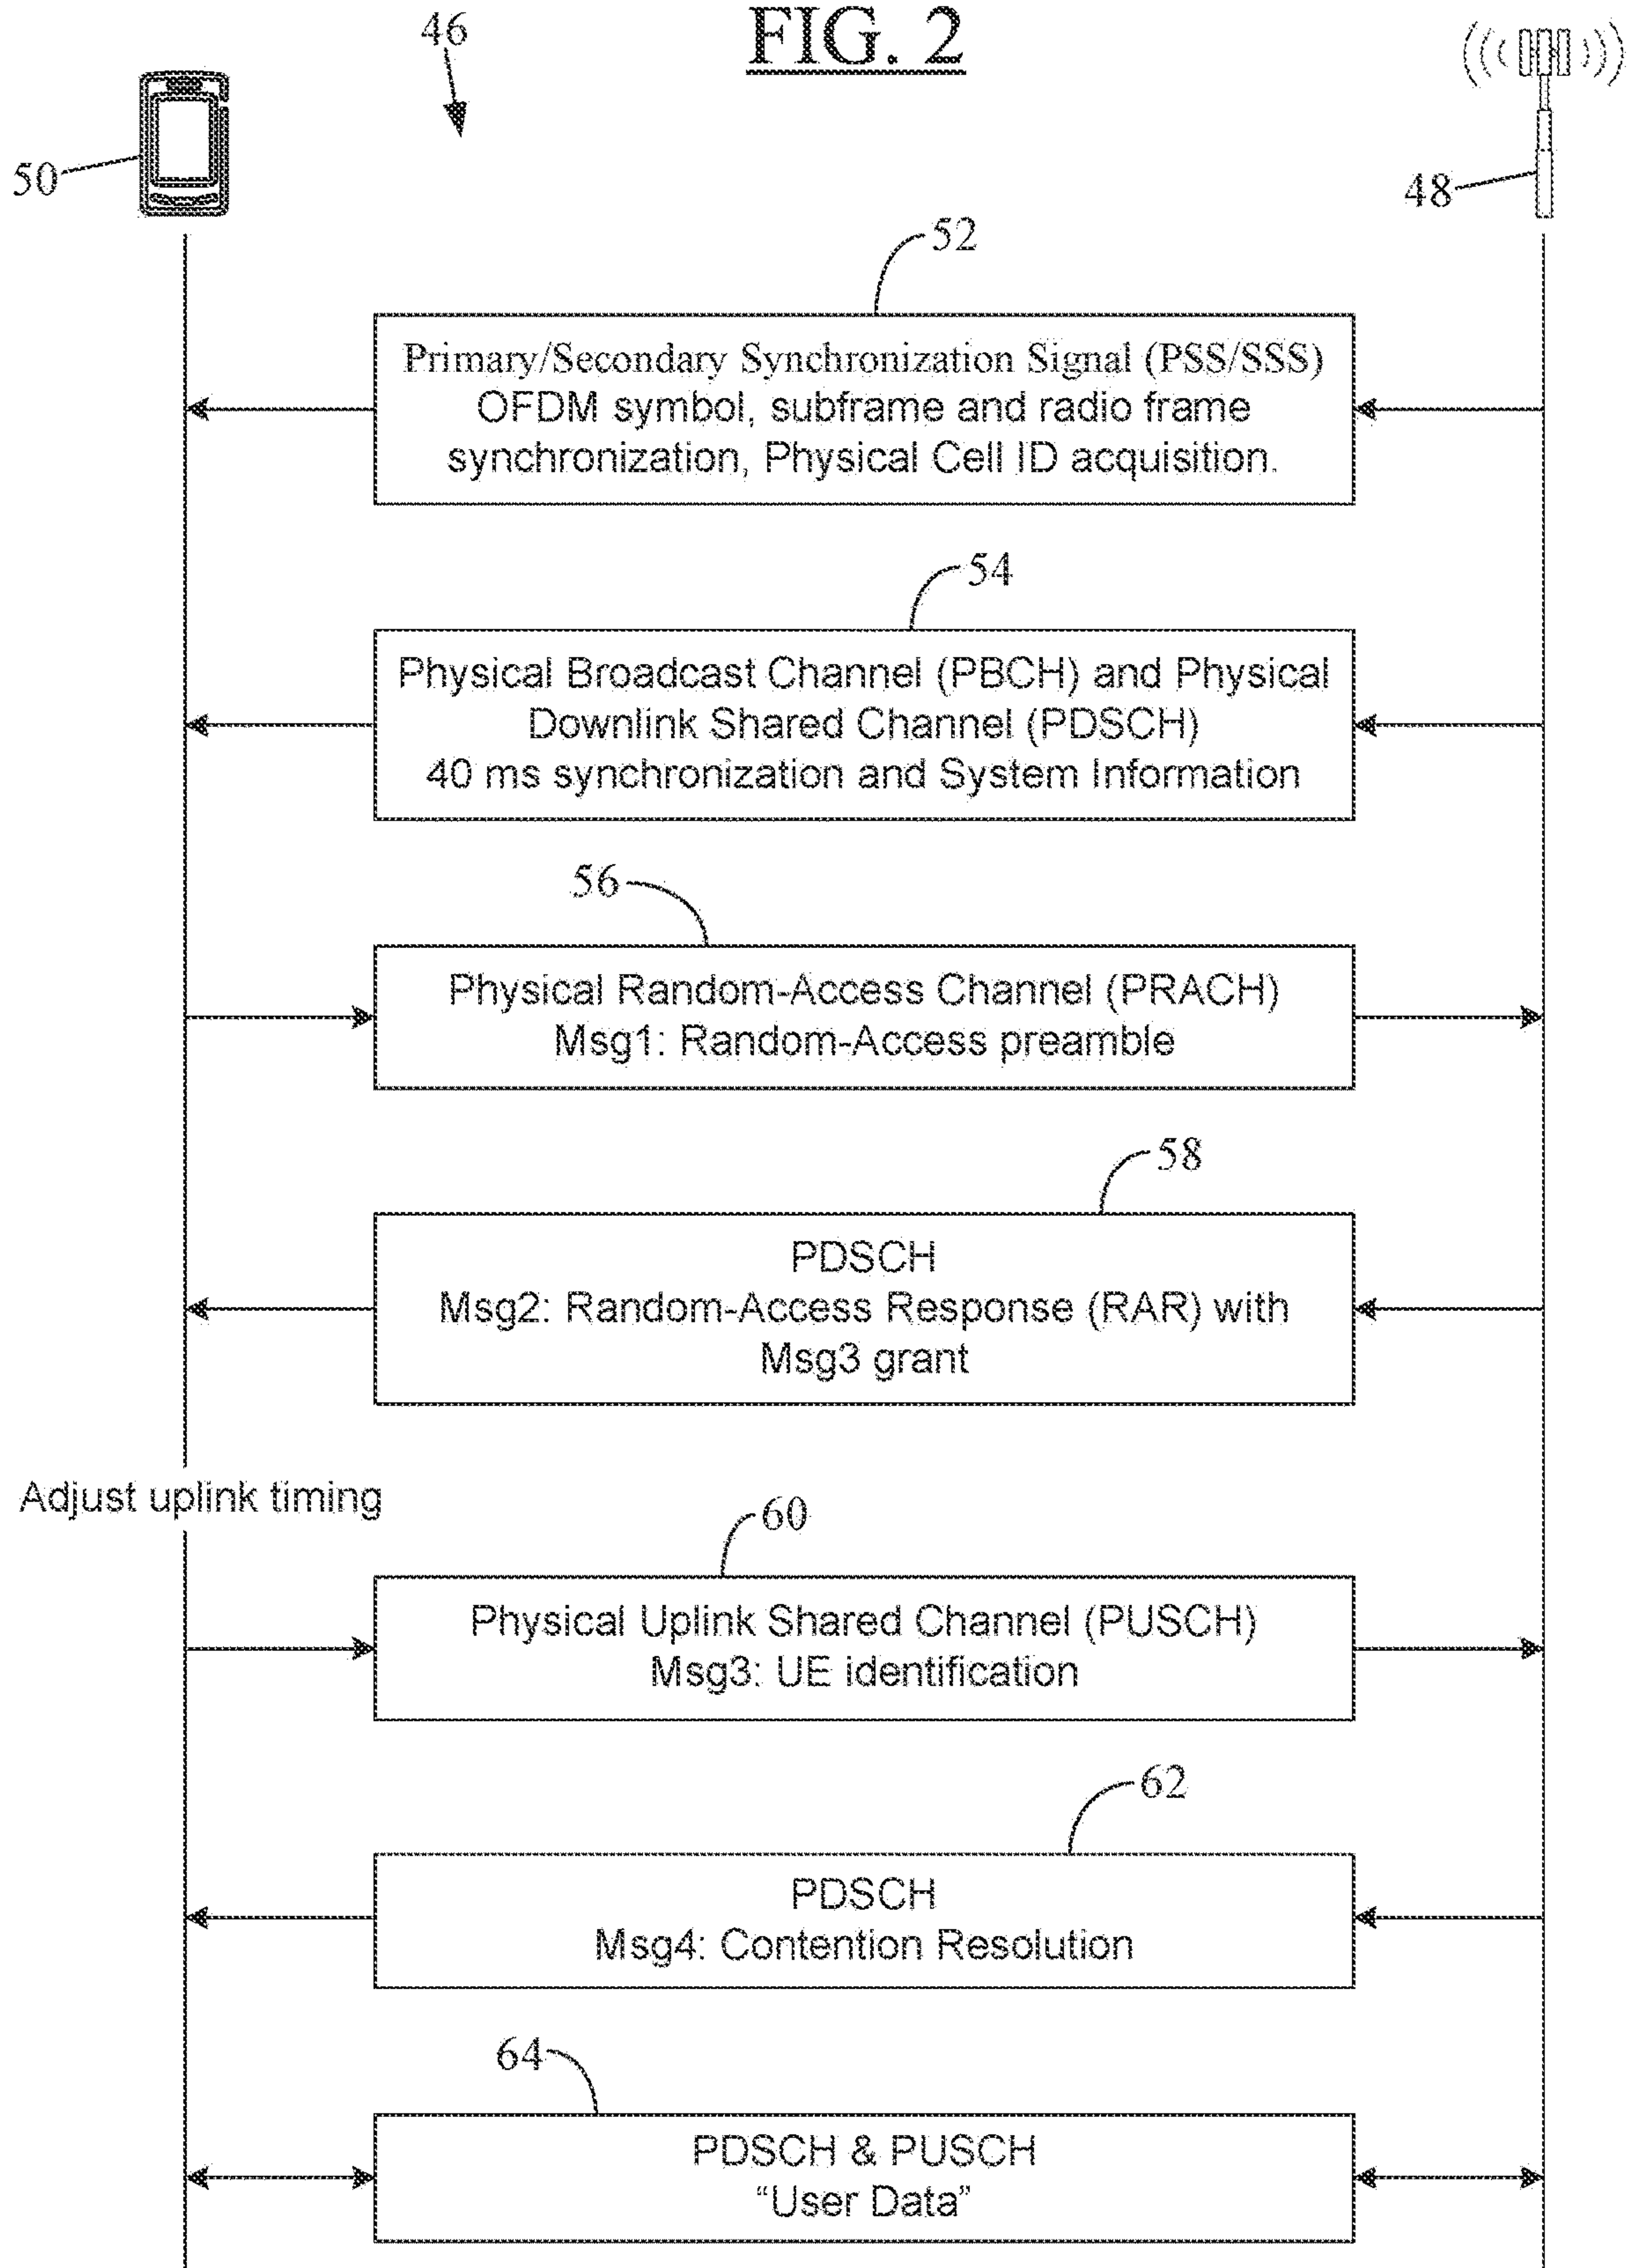 FIG. 2
46
50
48
52
Primary/Secondary Synchronization Signal (PSS/SSS)
OFDM symbol, subframe and radio frame
synchronization, Physical Cell ID acquisition.
54
Physical Broadcast Channel (PBCH) and Physical
Downlink Shared Channel (PDSCH)
40 ms synchronization and System Information
56
Physical Random-Access Channel (PRACH)
Msg1: Random-Access preamble
58
PDSCH
Msg2: Random-Access Response (RAR) with
Msg3 grant
Adjust uplink timing
60
Physical Uplink Shared Channel (PUSCH)
Msg3: UE identification
62
PDSCH
Msg4: Contention Resolution
64
PDSCH & PUSCH
“User Data”